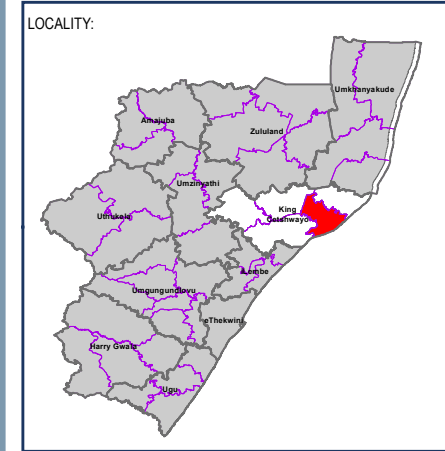 LOCALITY:
Umkhanyakude
Amajuba
Zululand
Umzinyathi
Uthukela
King
Cetshwayo
iLembe
Umgungundlovu
eThekwini
Harry Gwala
Ugu